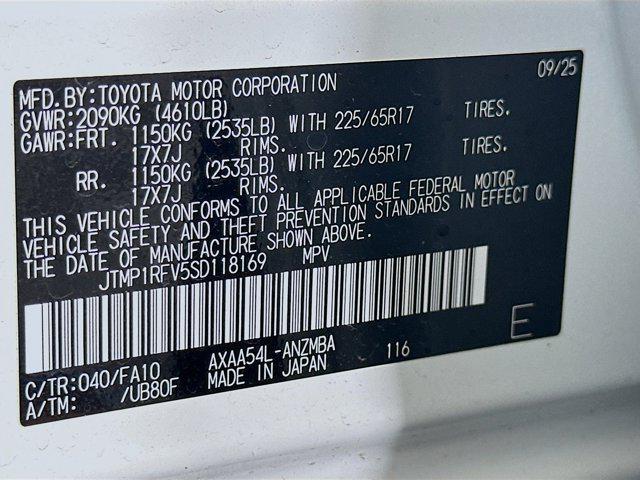 09/25
MFD.BY:TOYOTA MOTOR CORPORATION
GVWR:2090KG (4610LB)
GAWR:FRT. 1150KG (2535LB) WITH 225/65R17 TIRES.
17X7J RIMS.
RR. 1150KG (2535LB) WITH 225/65R17 TIRES.
17X7J RIMS.
THIS VEHICLE CONFORMS TO ALL APPLICABLE FEDERAL MOTOR
VEHICLE SAFETY AND THEFT PREVENTION STANDARDS IN EFFECT ON
THE DATE OF MANUFACTURE SHOWN ABOVE.
JTMP1RFV5SD118169 MPV
E
C/TR:040/FA10 AXAA54L-ANZMBA 116
A/TM: /UB80F MADE IN JAPAN